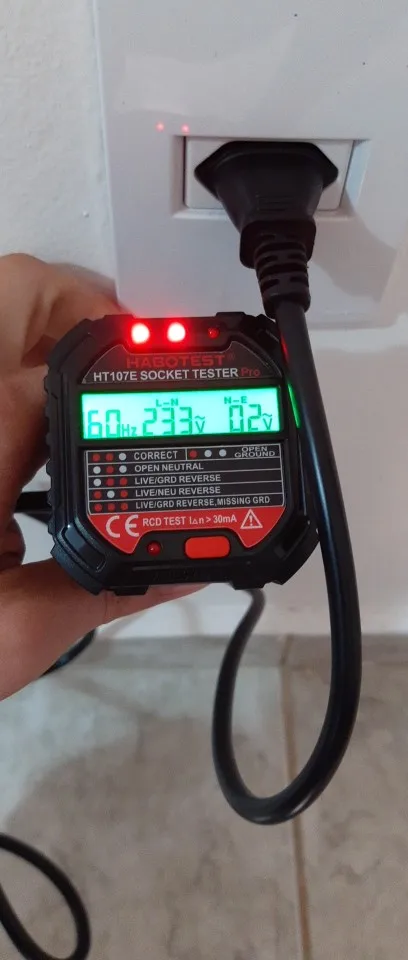 HABOTEST®
HT107E SOCKET TESTER Pro
L-N N-E
60Hz 233V 02V
CORRECT OPEN GROUND
OPEN NEUTRAL
LIVE/GRD REVERSE
LIVE/NEU REVERSE
LIVE/GRD REVERSE,MISSING GRD
CE RCD TEST I△n > 30mA